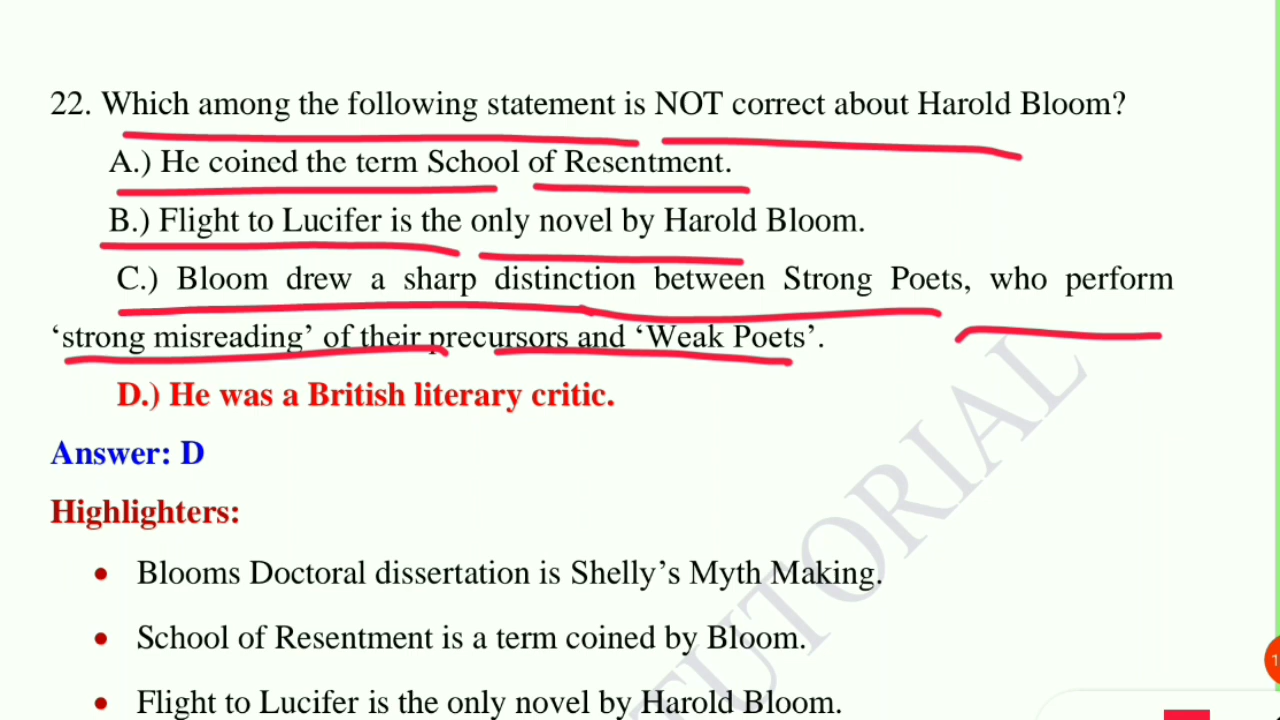 22. Which among the following statement is NOT correct about Harold Bloom?
A.) He coined the term School of Resentment.
B.) Flight to Lucifer is the only novel by Harold Bloom.
C.) Bloom drew a sharp distinction between Strong Poets, who perform
‘strong misreading’ of their precursors and ‘Weak Poets’.
D.) He was a British literary critic.
Answer: D
Highlighters:
• Blooms Doctoral dissertation is Shelly’s Myth Making.
• School of Resentment is a term coined by Bloom.
• Flight to Lucifer is the only novel by Harold Bloom.
TUTORIAL
1